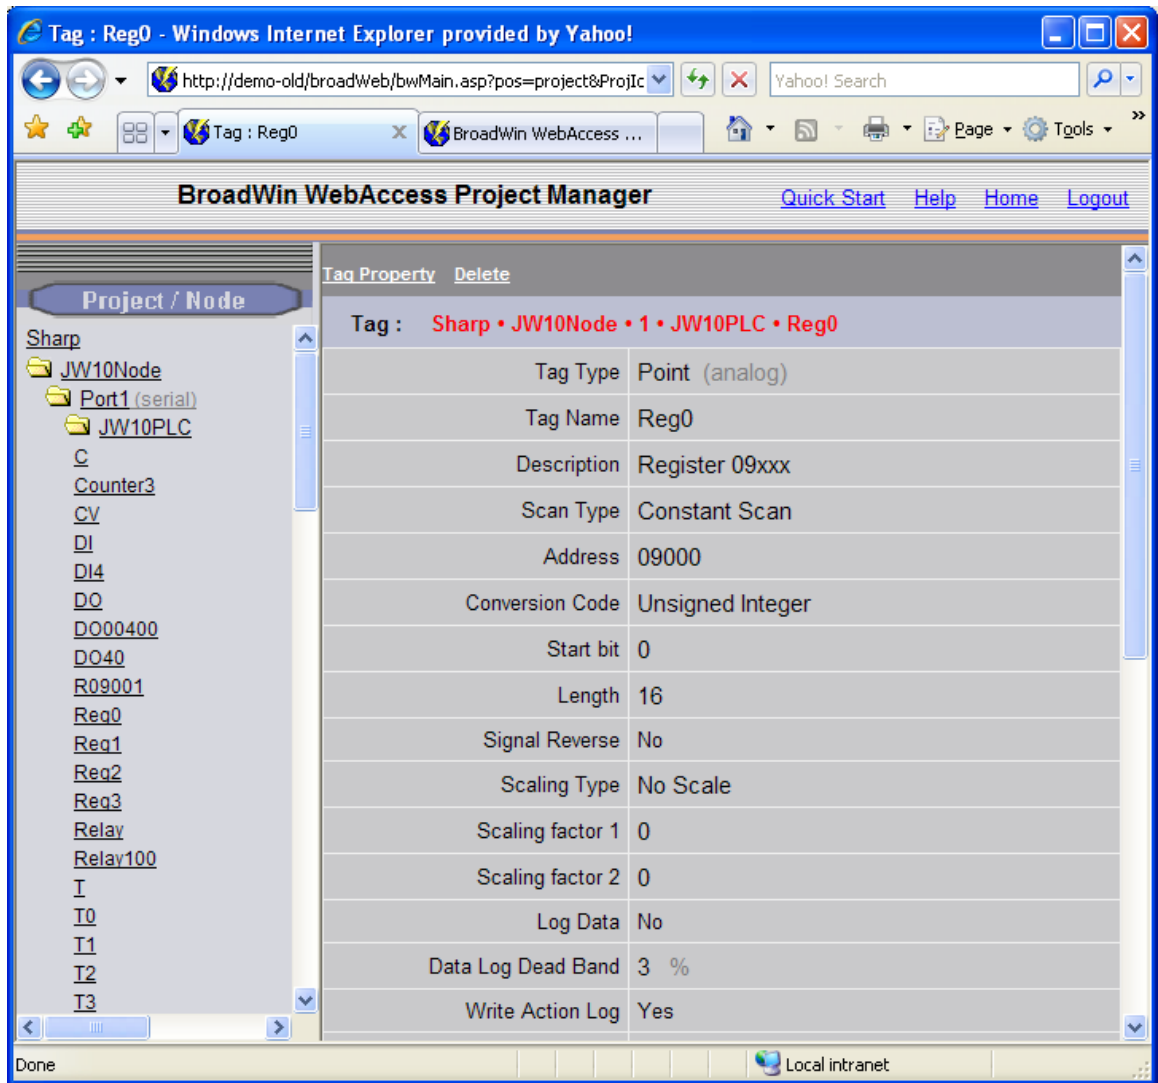 Tag : Reg0 - Windows Internet Explorer provided by Yahoo!
http://demo-old/broadWeb/bwMain.asp?pos=project&ProjIc
Yahoo! Search
Tag : Reg0
BroadWin WebAccess ...
Page
Tools
»
BroadWin WebAccess Project Manager
Quick Start Help Home Logout
Project / Node
Sharp
JW10Node
Port1 (serial)
JW10PLC
C
Counter3
CV
DI
DI4
DO
DO00400
DO40
R09001
Reg0
Reg1
Reg2
Reg3
Relay
Relay100
T
T0
T1
T2
T3
Tag Property Delete
Tag : Sharp • JW10Node • 1 • JW10PLC • Reg0
Tag Type Point (analog)
Tag Name Reg0
Description Register 09xxx
Scan Type Constant Scan
Address 09000
Conversion Code Unsigned Integer
Start bit 0
Length 16
Signal Reverse No
Scaling Type No Scale
Scaling factor 1 0
Scaling factor 2 0
Log Data No
Data Log Dead Band 3 %
Write Action Log Yes
Done
Local intranet